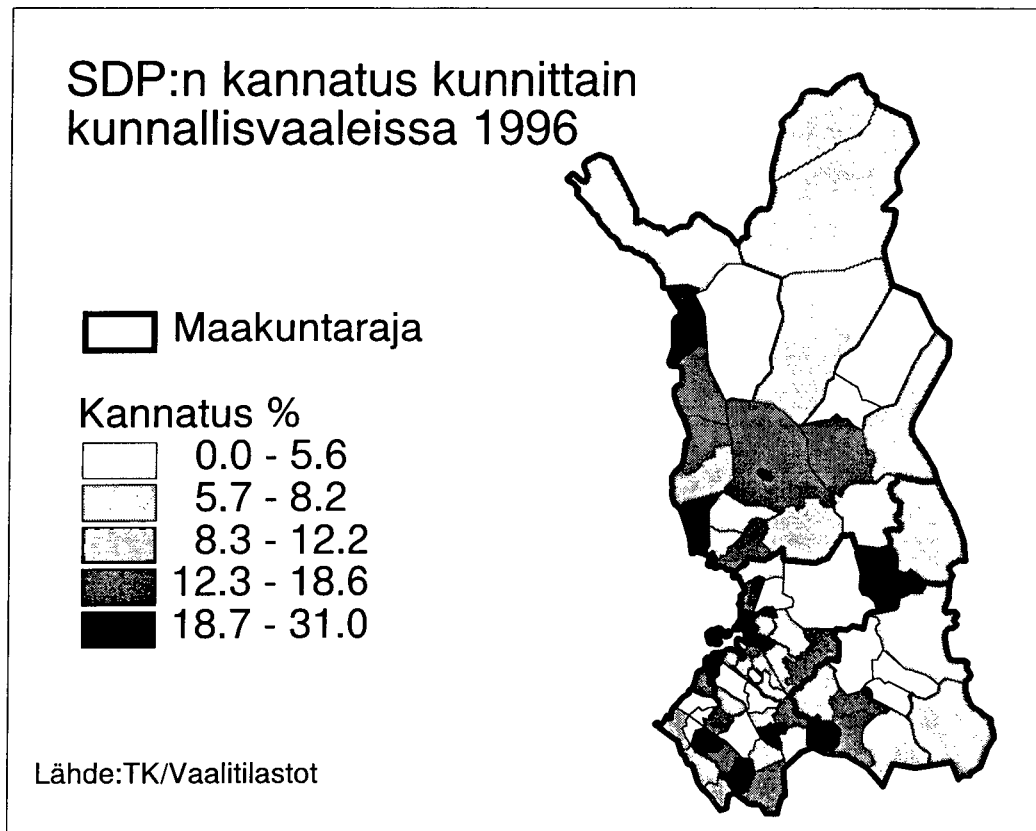 SDP:n kannatus kunnittain
kunnallisvaaleissa 1996
Maakuntaraja
Kannatus %
0.0 - 5.6
5.7 - 8.2
8.3 - 12.2
12.3 - 18.6
18.7 - 31.0
Lähde:TK/Vaalitilastot